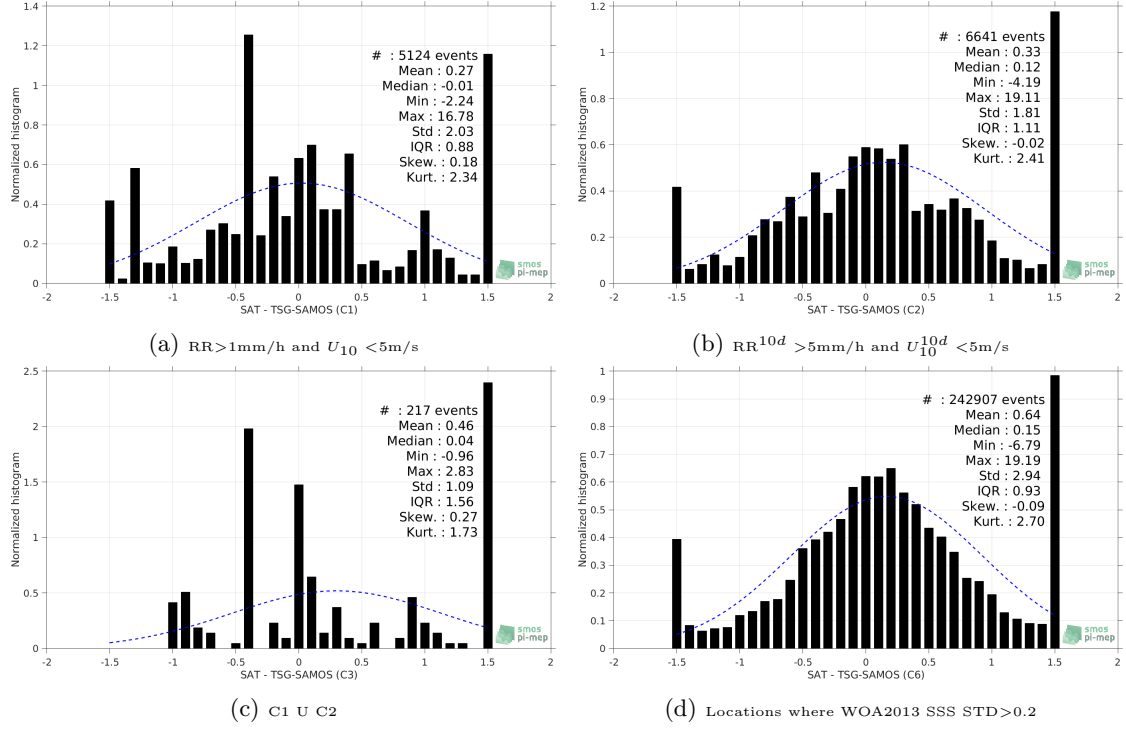 1.4
1.2
1
0.8
0.6
0.4
0.2
0
Normalized histogram
# : 5124 events
Mean : 0.27
Median : -0.01
Min : -2.24
Max : 16.78
Std : 2.03
IQR : 0.88
Skew. : 0.18
Kurt. : 2.34
smos
pi-mep
-2 -1.5 -1 -0.5 0 0.5 1 1.5 2
SAT - TSG-SAMOS (C1)
(a) RR>1mm/h and U10 <5m/s
1.2
1
0.8
0.6
0.4
0.2
0
Normalized histogram
# : 6641 events
Mean : 0.33
Median : 0.12
Min : -4.19
Max : 19.11
Std : 1.81
IQR : 1.11
Skew. : -0.02
Kurt. : 2.41
smos
pi-mep
-2 -1.5 -1 -0.5 0 0.5 1 1.5 2
SAT - TSG-SAMOS (C2)
(b) RR^10d >5mm/h and U10^10d <5m/s
2.5
2
1.5
1
0.5
0
Normalized histogram
# : 217 events
Mean : 0.46
Median : 0.04
Min : -0.96
Max : 2.83
Std : 1.09
IQR : 1.56
Skew. : 0.27
Kurt. : 1.73
smos
pi-mep
-2 -1.5 -1 -0.5 0 0.5 1 1.5 2
SAT - TSG-SAMOS (C3)
(c) C1 U C2
1
0.9
0.8
0.7
0.6
0.5
0.4
0.3
0.2
0.1
0
Normalized histogram
# : 242907 events
Mean : 0.64
Median : 0.15
Min : -6.79
Max : 19.19
Std : 2.94
IQR : 0.93
Skew. : -0.09
Kurt. : 2.70
smos
pi-mep
-2 -1.5 -1 -0.5 0 0.5 1 1.5 2
SAT - TSG-SAMOS (C6)
(d) Locations where WOA2013 SSS STD>0.2